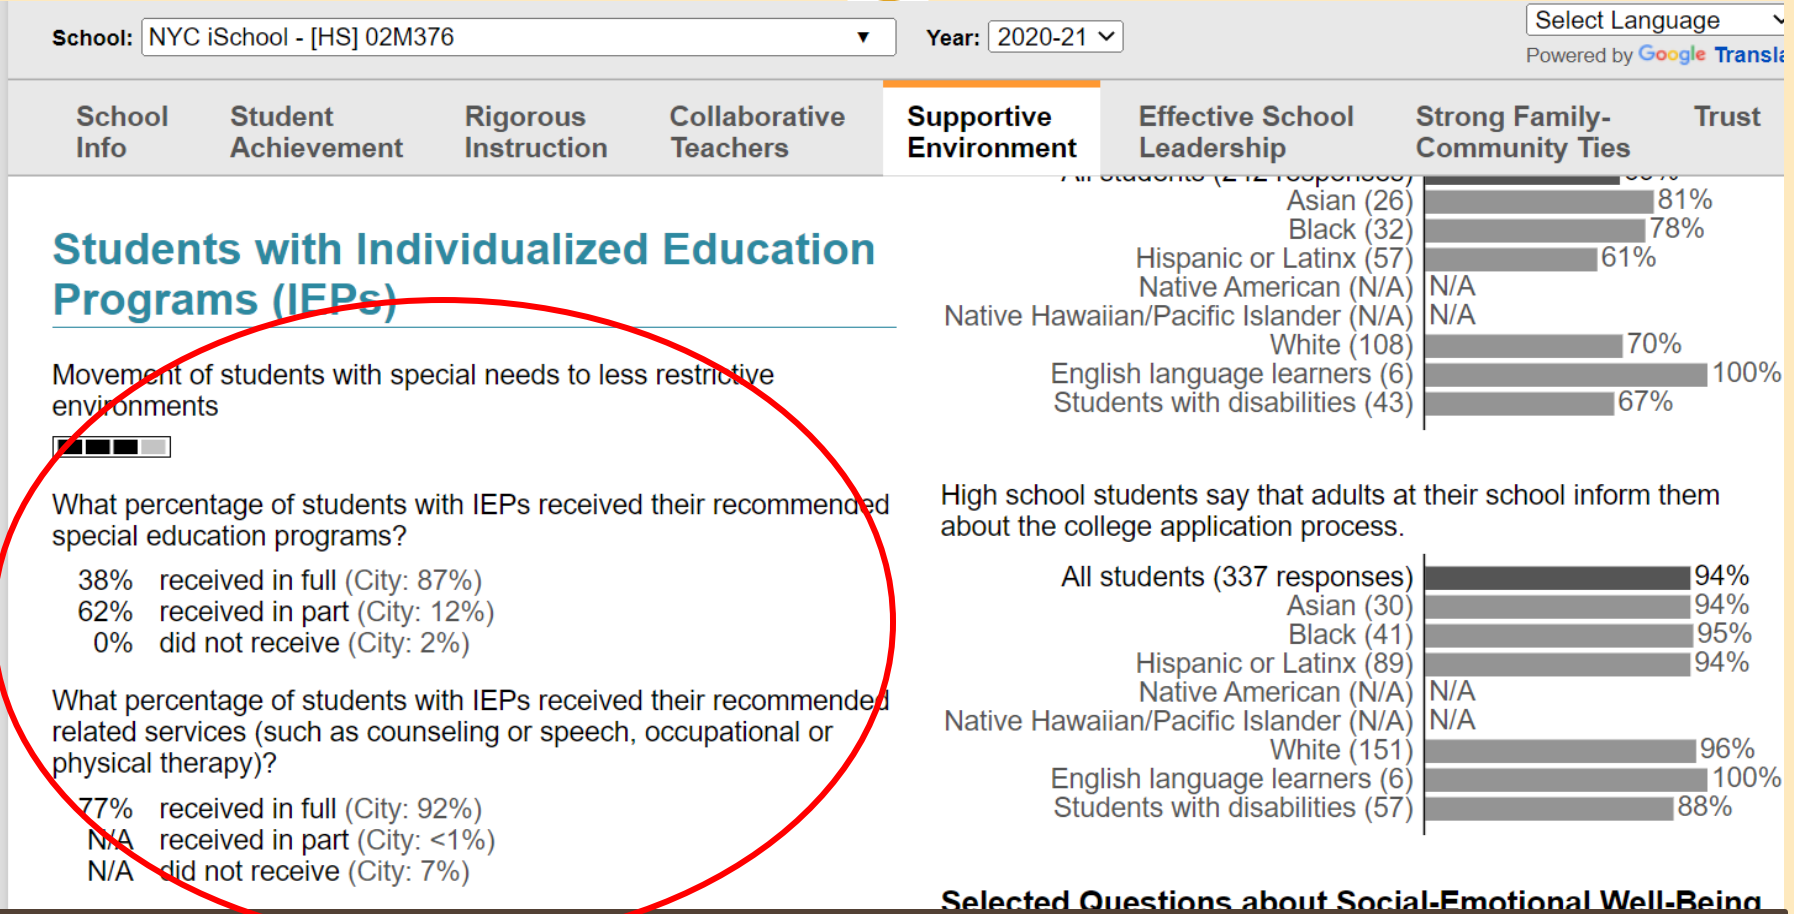 School: NYC iSchool - [HS] 02M376 Year: 2020-21 Select Language
Powered by Google
School Info
Student Achievement
Rigorous Instruction
Collaborative Teachers
Supportive Environment
Effective School Leadership
Strong Family-Community Ties
Trust
Students with Individualized Education
Programs (IEPs)
Movement of students with special needs to less restrictive
environments
What percentage of students with IEPs received their recommended
special education programs?
38% received in full (City: 87%)
62% received in part (City: 12%)
0% did not receive (City: 2%)
What percentage of students with IEPs received their recommended
related services (such as counseling or speech, occupational or
physical therapy)?
77% received in full (City: 92%)
N/A received in part (City: <1%)
N/A did not receive (City: 7%)
All students (242 responses)
Asian (26) 81%
Black (32) 78%
Hispanic or Latinx (57) 61%
Native American (N/A) N/A
Native Hawaiian/Pacific Islander (N/A) N/A
White (108) 70%
English language learners (6) 100%
Students with disabilities (43) 67%
High school students say that adults at their school inform them
about the college application process.
All students (337 responses) 94%
Asian (30) 94%
Black (41) 95%
Hispanic or Latinx (89) 94%
Native American (N/A) N/A
Native Hawaiian/Pacific Islander (N/A) N/A
White (151) 96%
English language learners (6) 100%
Students with disabilities (57) 88%
Selected Questions about Social-Emotional Well-Being